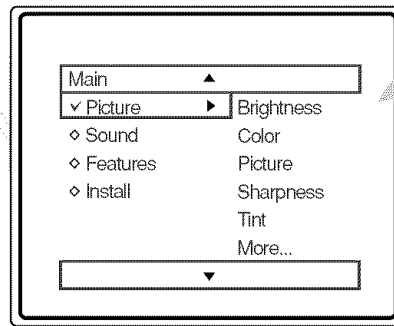 Main
Picture
Brightness
Sound
Color
Features
Picture
Install
Sharpness
Tint
More...